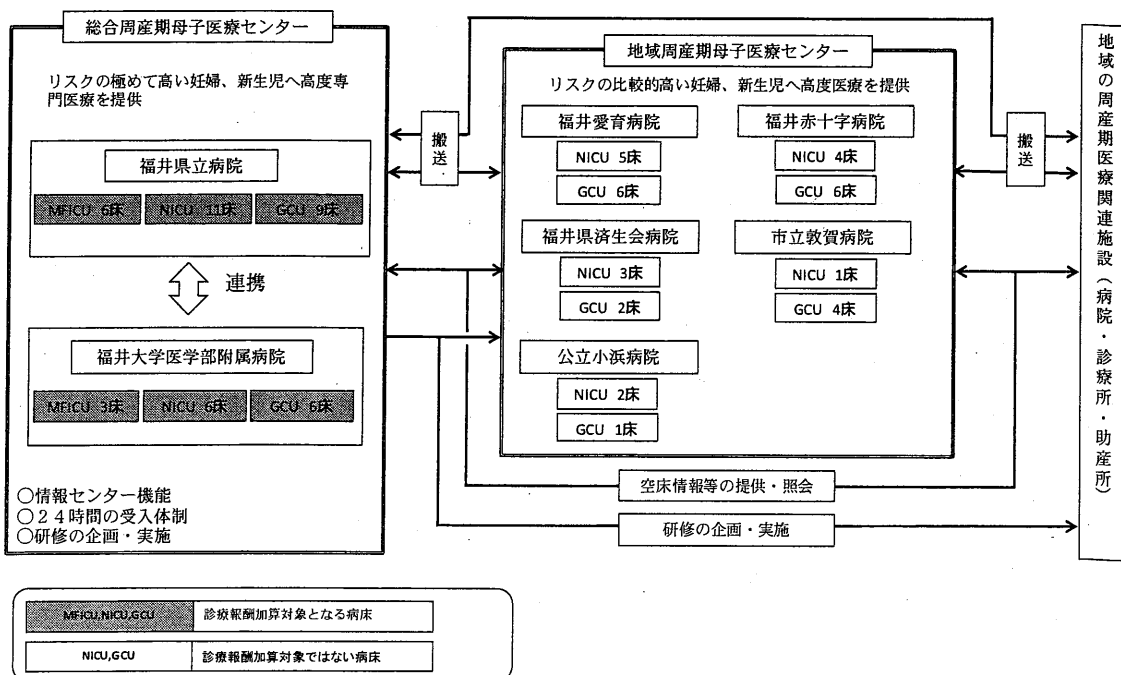 総合周産期母子医療センター
リスクの極めて高い妊婦、新生児へ高度専
門医療を提供
福井県立病院
MFICU 6床
NICU 11床
GCU 9床
連携
福井大学医学部附属病院
MFICU 3床
NICU 6床
GCU 6床
○情報センター機能
○24時間の受入体制
○研修の企画・実施
搬送
地域周産期母子医療センター
リスクの比較的高い妊婦、新生児へ高度医療を提供
福井愛育病院
NICU 5床
GCU 6床
福井赤十字病院
NICU 4床
GCU 6床
福井県済生会病院
NICU 3床
GCU 2床
市立敦賀病院
NICU 1床
GCU 4床
公立小浜病院
NICU 2床
GCU 1床
搬送
空床情報等の提供・照会
研修の企画・実施
地域の周産期医療関連施設(病院・診療所・助産所)
MFICU,NICU,GCU
診療報酬加算対象となる病床
NICU,GCU
診療報酬加算対象ではない病床